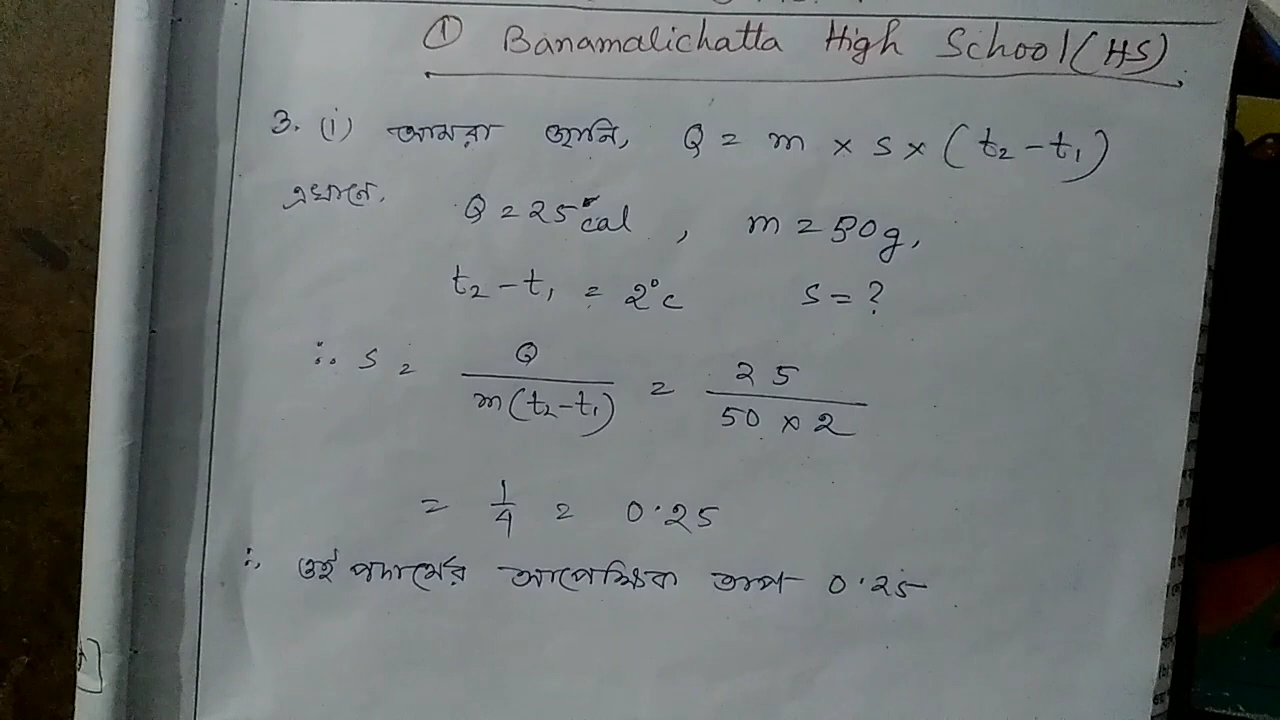 ① Banamalichatta High School (HS)
3. (i) আমরা জানি, Q = m × s × (t₂ - t₁)
এখানে, Q = 25 cal, m = 50g,
t₂ - t₁ = 2°c s = ?
∴ s = Q / m(t₂-t₁) = 25 / 50 × 2
= 1/4 = 0.25
∴ ওই পদার্থের আপেক্ষিক তাপ 0.25